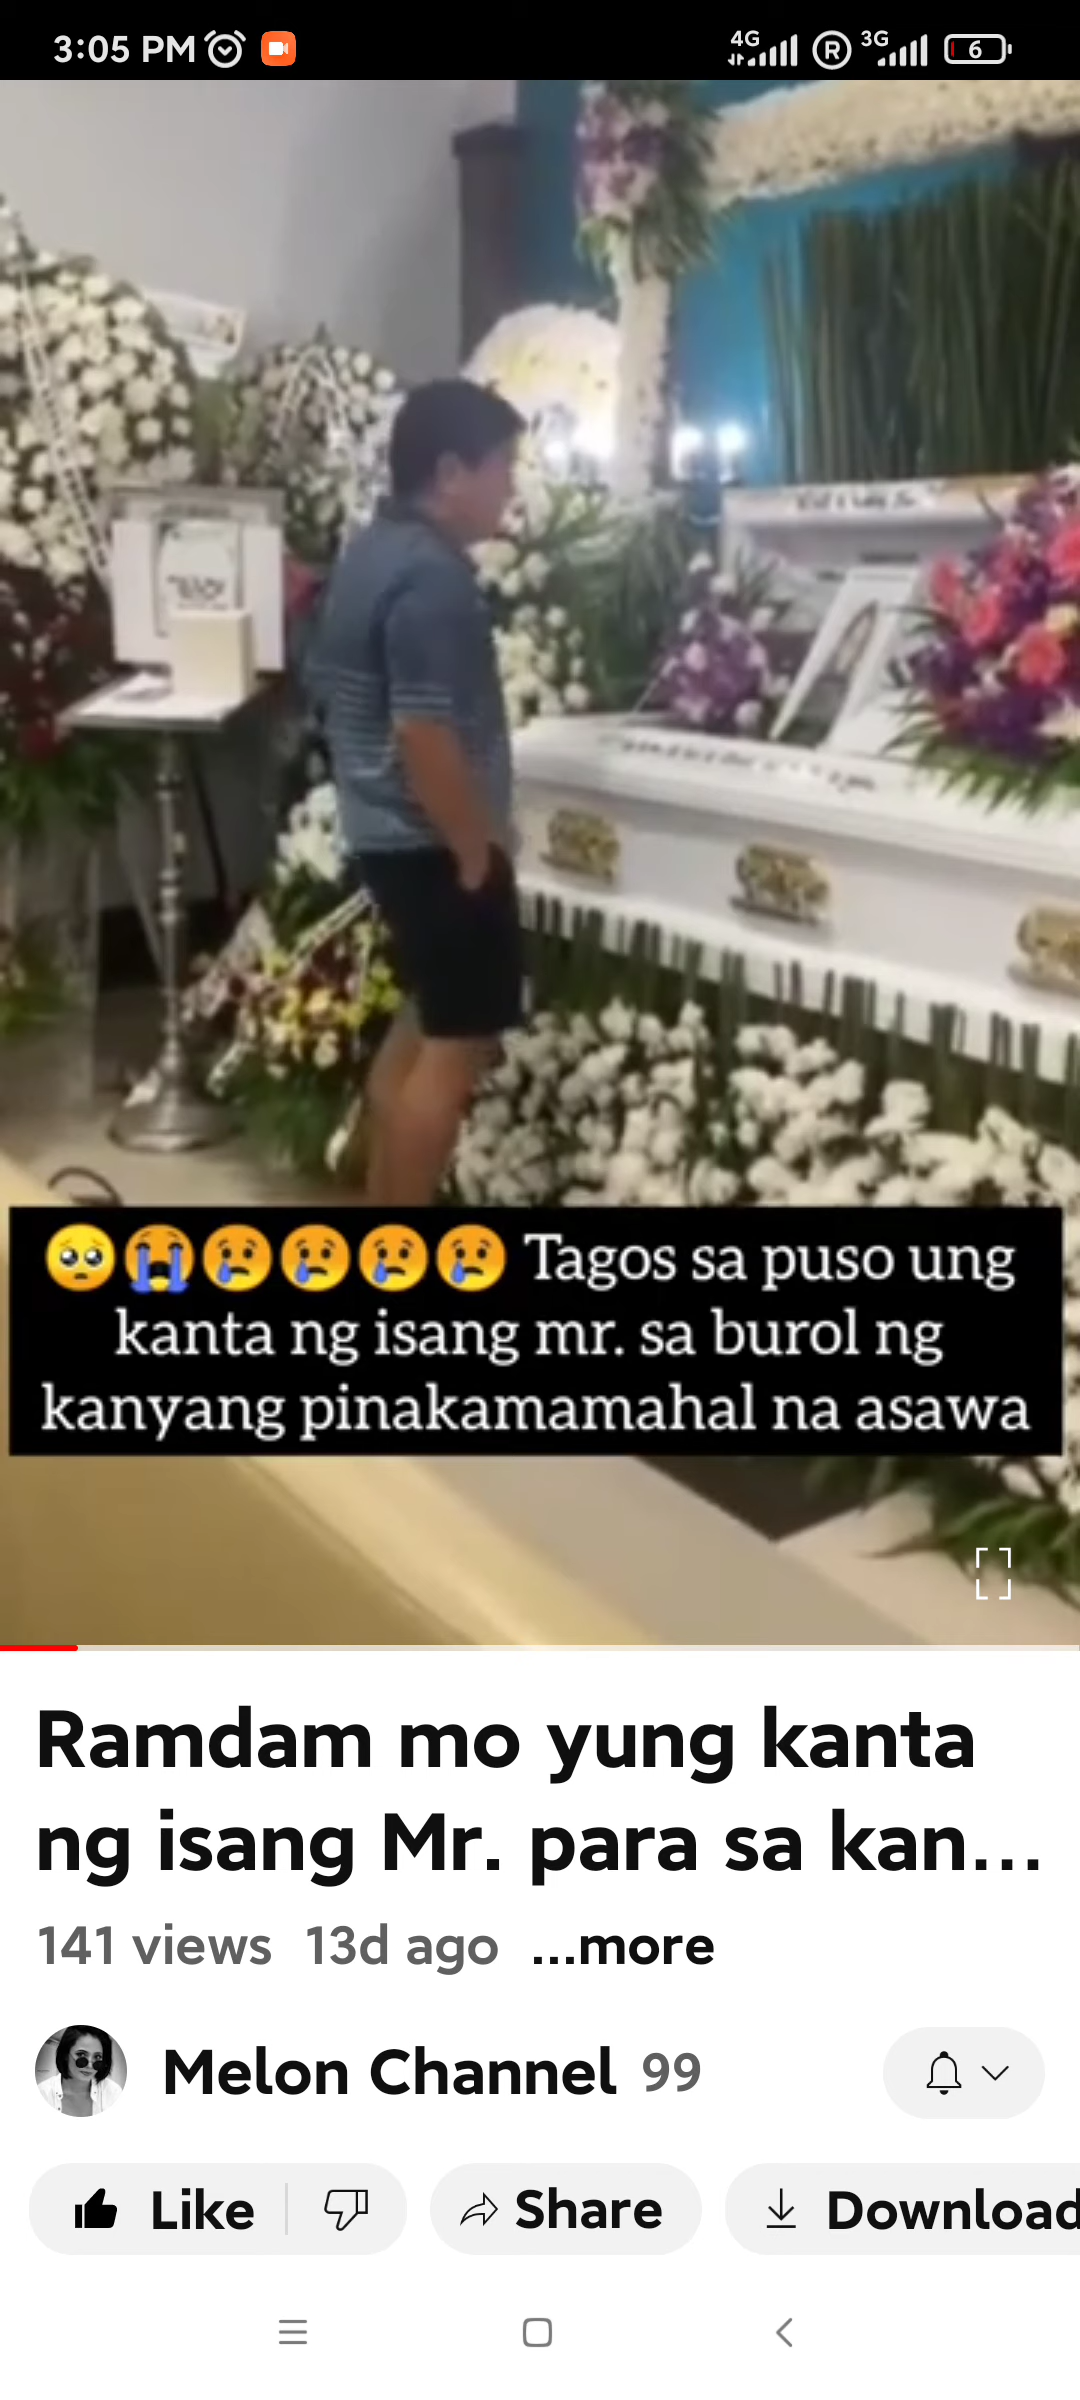 3:05 PM
4G
R
3G
6
🥺😭😢😢😢😢 Tagos sa puso ung
kanta ng isang mr. sa burol ng
kanyang pinakamamahal na asawa
Ramdam mo yung kanta
ng isang Mr. para sa kan...
141 views 13d ago ...more
Melon Channel 99
Like
Share
Download